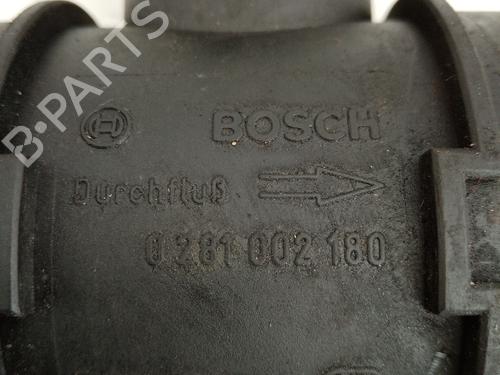 BOSCH
Durchfluß
0 281 002 180
B-PARTS